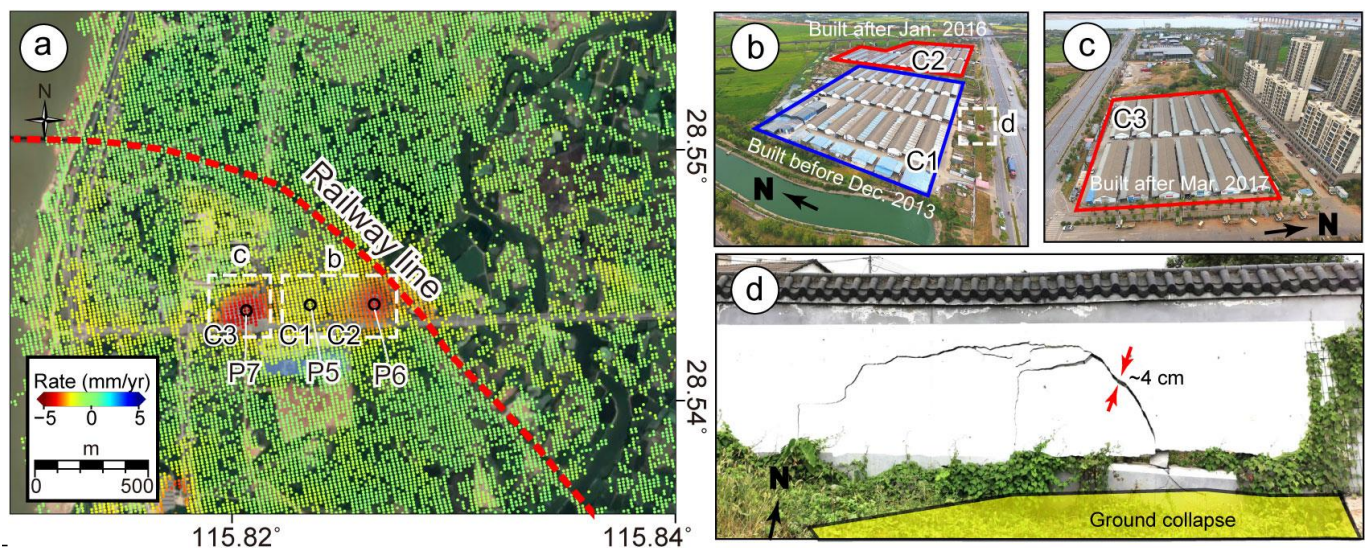 a
N
Railway line
c
b
C3
C1
C2
P7
P5
P6
Rate (mm/yr)
-5
0
5
m
0
500
115.82°
115.84°
28.55°
28.54°
b
Built after Jan. 2016
C2
C1
d
Built before Dec. 2013
N
c
C3
Built after Mar. 2017
N
d
~4 cm
N
Ground collapse